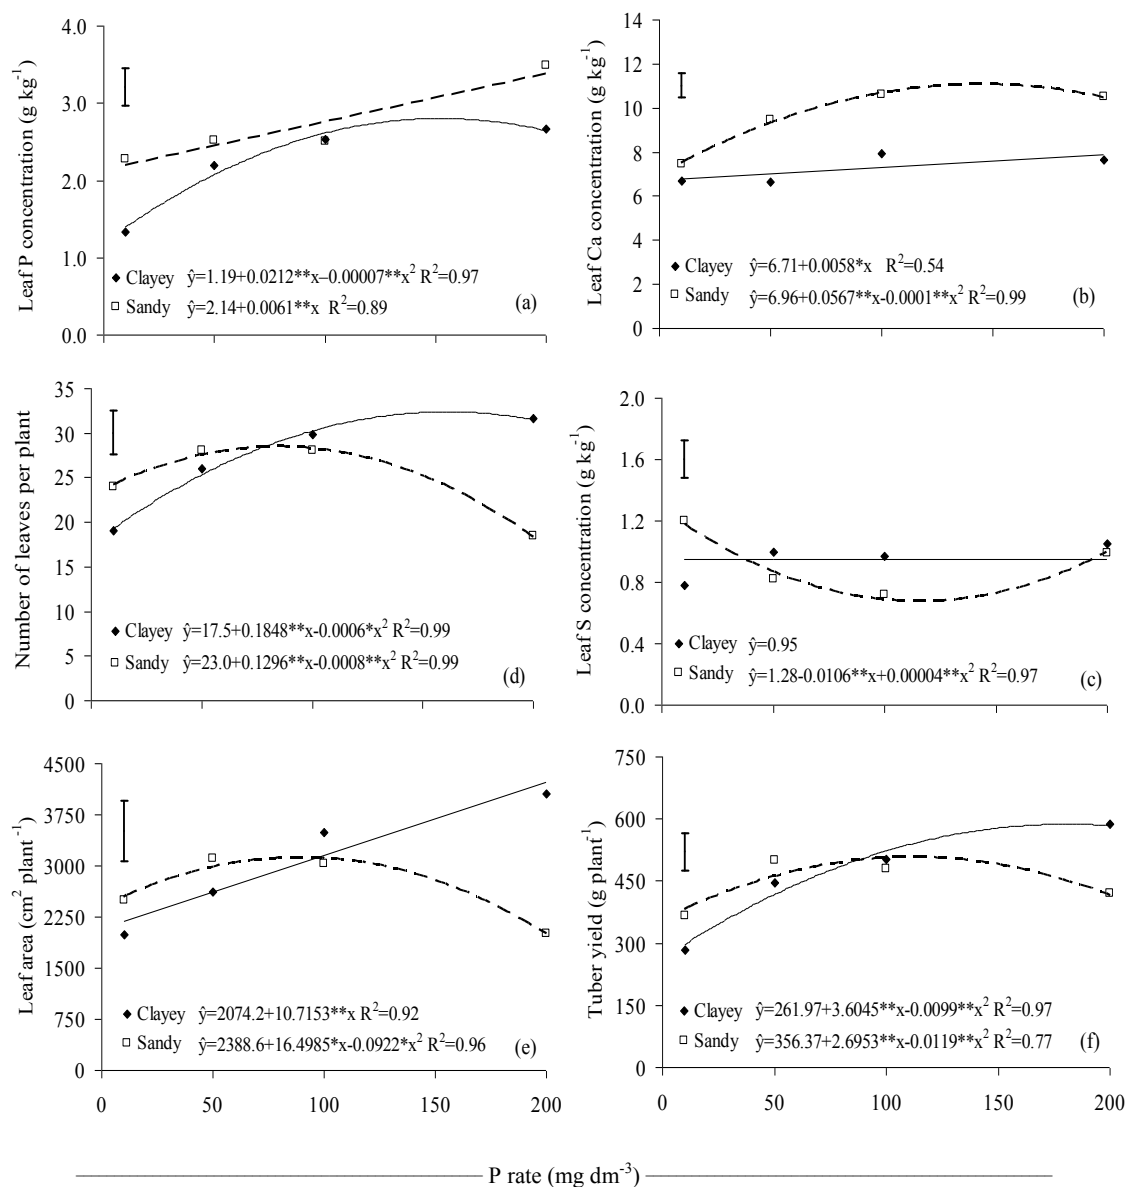 Leaf P concentration (g kg-1)
4.0
3.0
2.0
1.0
0.0
◆ Clayey ŷ=1.19+0.0212**x–0.00007**x² R²=0.97
□ Sandy ŷ=2.14+0.0061**x R²=0.89
(a)
Leaf Ca concentration (g kg-1)
14
12
10
8
6
4
2
0
◆ Clayey ŷ=6.71+0.0058*x R²=0.54
□ Sandy ŷ=6.96+0.0567**x-0.0001**x² R²=0.99
(b)
Number of leaves per plant
35
30
25
20
15
10
5
0
◆ Clayey ŷ=17.5+0.1848**x-0.0006*x² R²=0.99
□ Sandy ŷ=23.0+0.1296**x-0.0008**x² R²=0.99
(d)
Leaf S concentration (g kg-1)
2.0
1.6
1.2
0.8
0.4
0.0
◆ Clayey ŷ=0.95
□ Sandy ŷ=1.28-0.0106**x+0.00004**x² R²=0.97
(c)
Leaf area (cm² plant-1)
4500
3750
3000
2250
1500
750
0
◆ Clayey ŷ=2074.2+10.7153**x R²=0.92
□ Sandy ŷ=2388.6+16.4985*x-0.0922*x² R²=0.96
(e)
0 50 100 150 200
Tuber yield (g plant-1)
750
600
450
300
150
0
◆ Clayey ŷ=261.97+3.6045**x-0.0099**x² R²=0.97
□ Sandy ŷ=356.37+2.6953**x-0.0119**x² R²=0.77
(f)
0 50 100 150 200
P rate (mg dm-3)